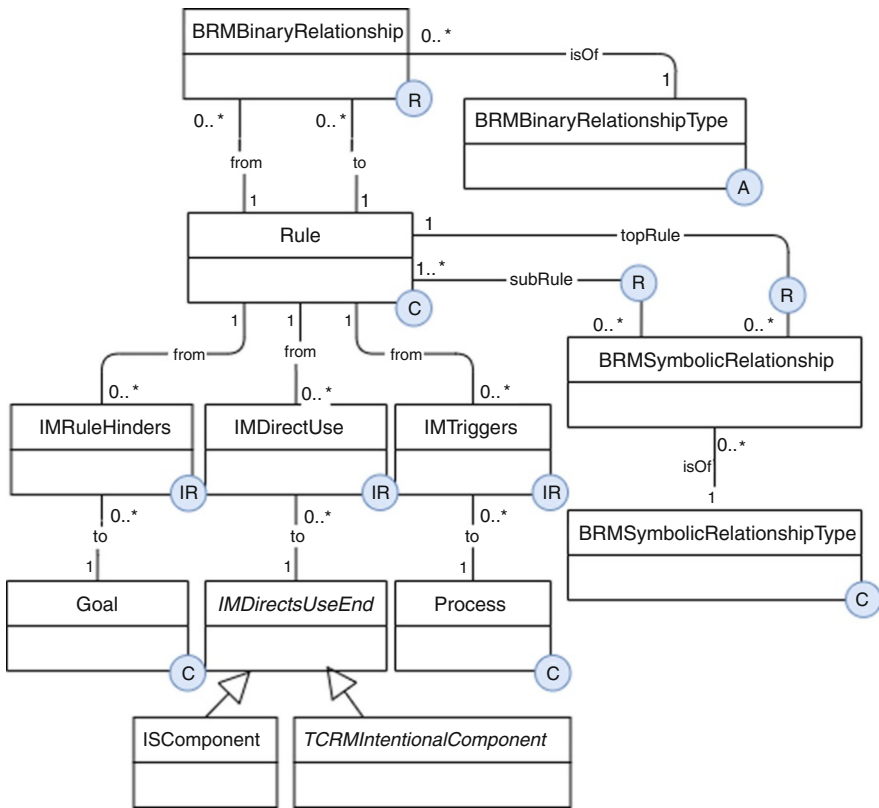 BRMBinaryRelationship
0..*
isOf
1
R
BRMBinaryRelationshipType
0..*
0..*
A
from
to
1
1
Rule
1
topRule
1..*
subRule
R
R
C
1
1
1
0..*
0..*
from
from
from
BRMSymbolicRelationship
0..*
0..*
0..*
IMRuleHinders
IMDirectUse
IMTriggers
0..*
isOf
IR
IR
IR
1
0..*
0..*
0..*
BRMSymbolicRelationshipType
to
to
to
1
1
1
Goal
IMDirectsUseEnd
Process
C
C
C
ISComponent
TCRMIntentionalComponent